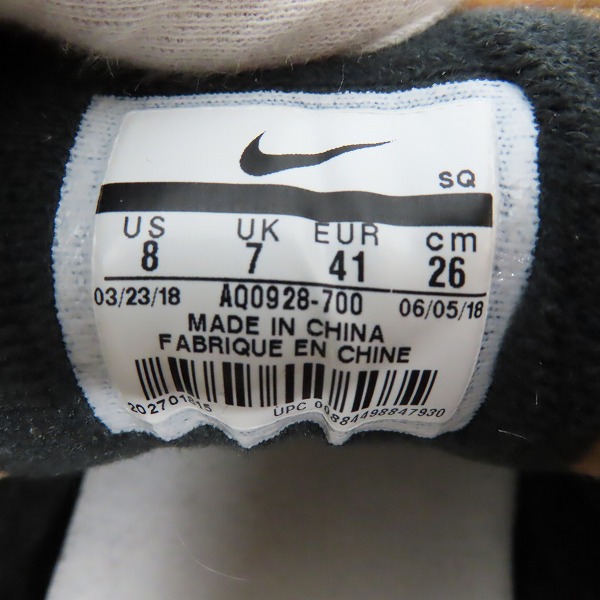 SQ
US UK EUR cm
8 7 41 26
03/23/18 AQ0928-700 06/05/18
MADE IN CHINA
FABRIQUE EN CHINE
202701815 UPC 00884498847930